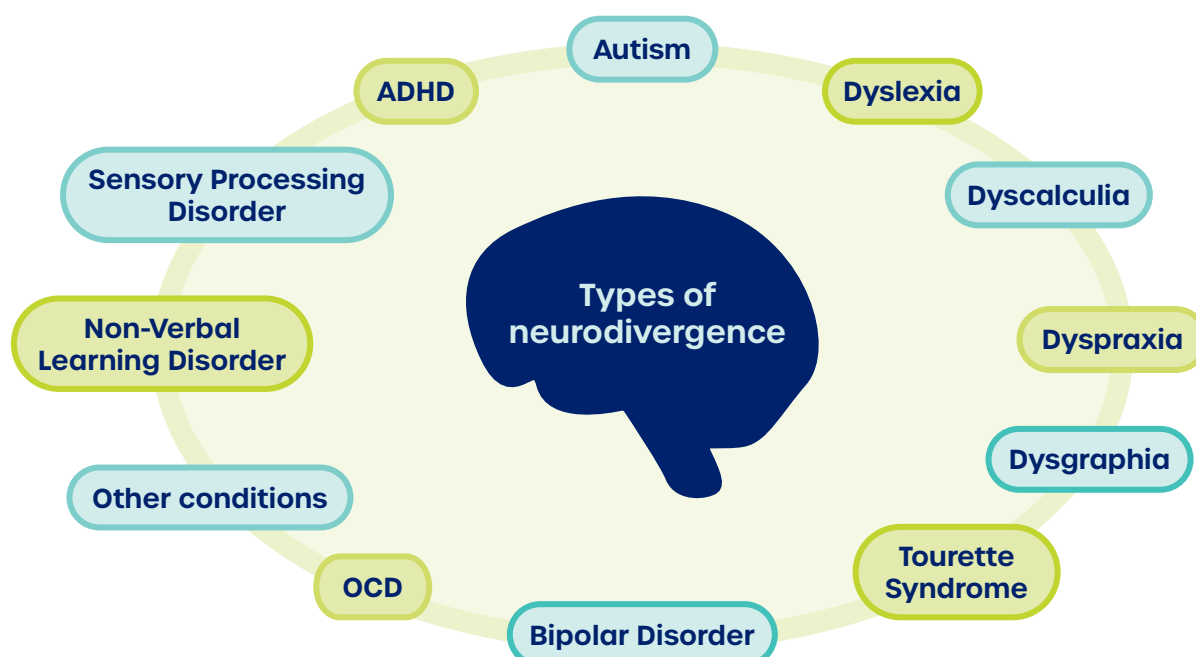 Autism
ADHD
Dyslexia
Sensory Processing
Disorder
Dyscalculia
Types of
neurodivergence
Non-Verbal
Learning Disorder
Dyspraxia
Dysgraphia
Other conditions
Tourette
Syndrome
OCD
Bipolar Disorder